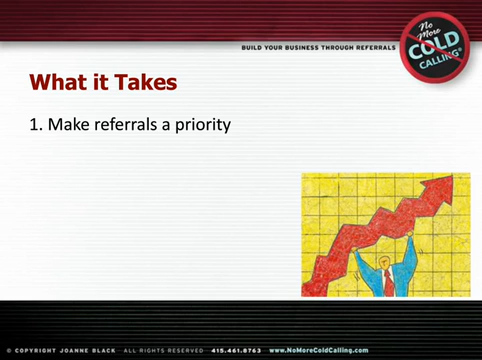 No More
COLD
CALLING®
BUILD YOUR BUSINESS THROUGH REFERRALS
What it Takes
1. Make referrals a priority
© COPYRIGHT JOANNE BLACK ALL RIGHTS RESERVED 415.461.8763 www.NoMoreColdCalling.com